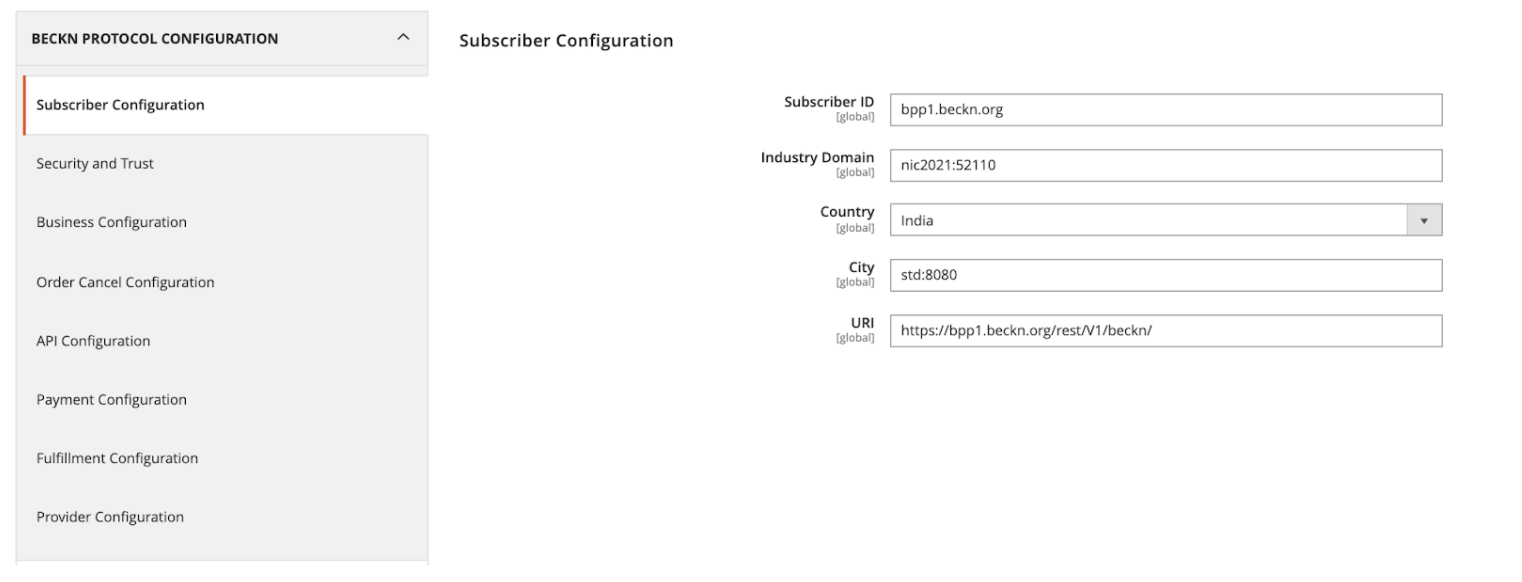 BECKN PROTOCOL CONFIGURATION
Subscriber Configuration
Security and Trust
Business Configuration
Order Cancel Configuration
API Configuration
Payment Configuration
Fulfillment Configuration
Provider Configuration
Subscriber Configuration
Subscriber ID
[global]
bpp1.beckn.org
Industry Domain
[global]
nic2021:52110
Country
[global]
India
City
[global]
std:8080
URI
[global]
https://bpp1.beckn.org/rest/V1/beckn/